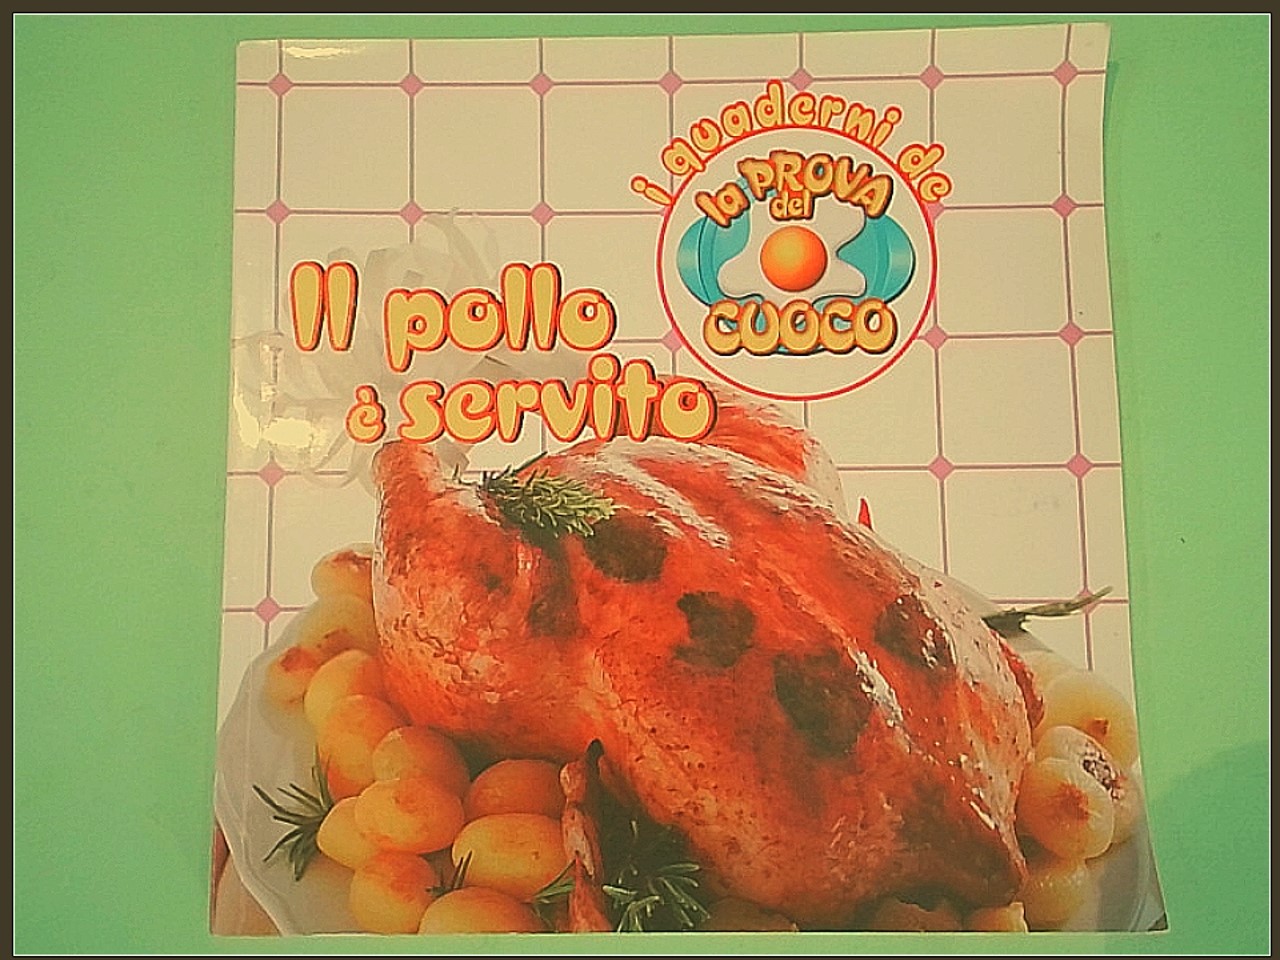 i quaderni de
la PROVA
del
CUOCO
Il pollo
è servito